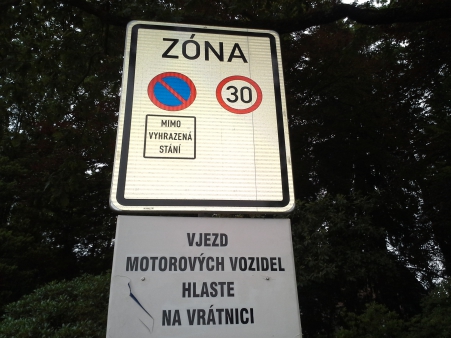 ZÓNA
30
MIMO
VYHRAZENÁ
STÁNÍ
VJEZD
MOTOROVÝCH VOZIDEL
HLASTE
NA VRÁTNICI